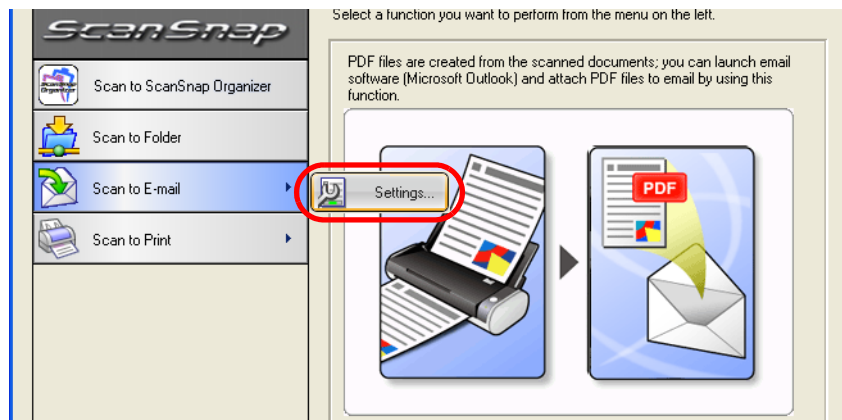 ScanSnap
Select a function you want to perform from the menu on the left.
Scan to ScanSnap Organizer
Scan to Folder
Scan to E-mail
Scan to Print
Settings...
PDF files are created from the scanned documents; you can launch email
software (Microsoft Outlook) and attach PDF files to email by using this
function.
PDF